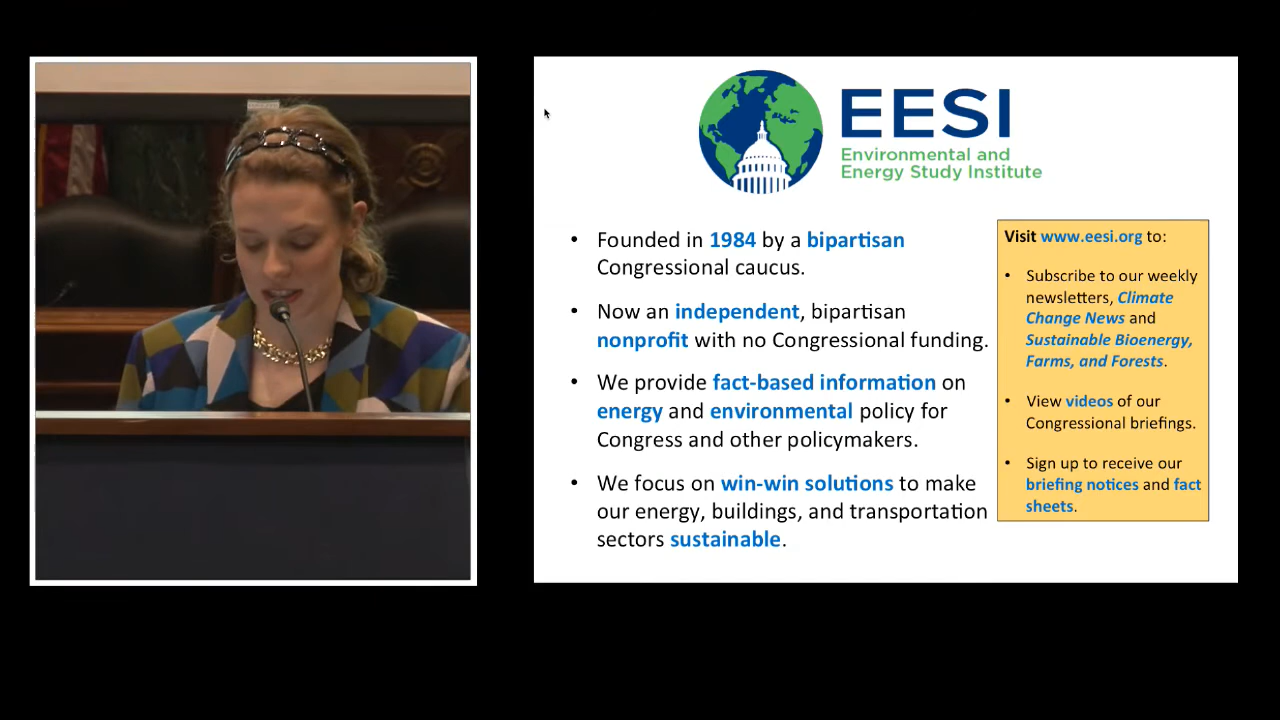 EESI
Environmental and
Energy Study Institute
• Founded in 1984 by a bipartisan
Congressional caucus.
• Now an independent, bipartisan
nonprofit with no Congressional funding.
• We provide fact-based information on
energy and environmental policy for
Congress and other policymakers.
• We focus on win-win solutions to make
our energy, buildings, and transportation
sectors sustainable.
Visit www.eesi.org to:
• Subscribe to our weekly
newsletters, Climate
Change News and
Sustainable Bioenergy,
Farms, and Forests.
• View videos of our
Congressional briefings.
• Sign up to receive our
briefing notices and fact
sheets.